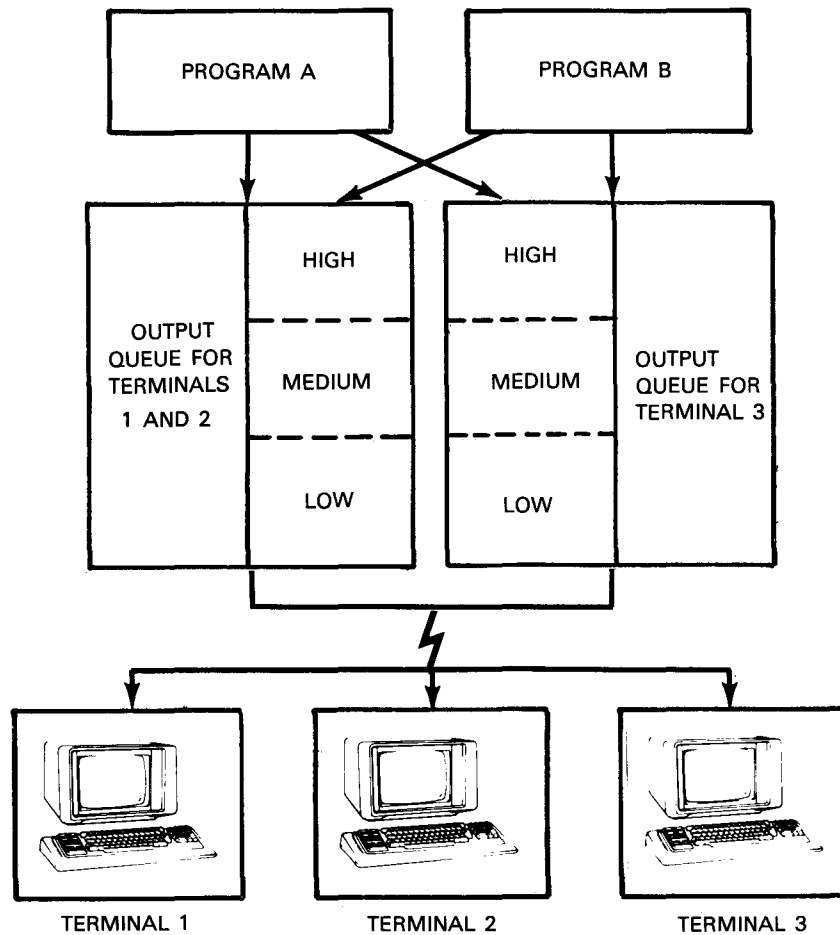 PROGRAM A
PROGRAM B
OUTPUT
QUEUE FOR
TERMINALS
1 AND 2
HIGH
MEDIUM
LOW
HIGH
MEDIUM
LOW
OUTPUT
QUEUE FOR
TERMINAL 3
TERMINAL 1
TERMINAL 2
TERMINAL 3